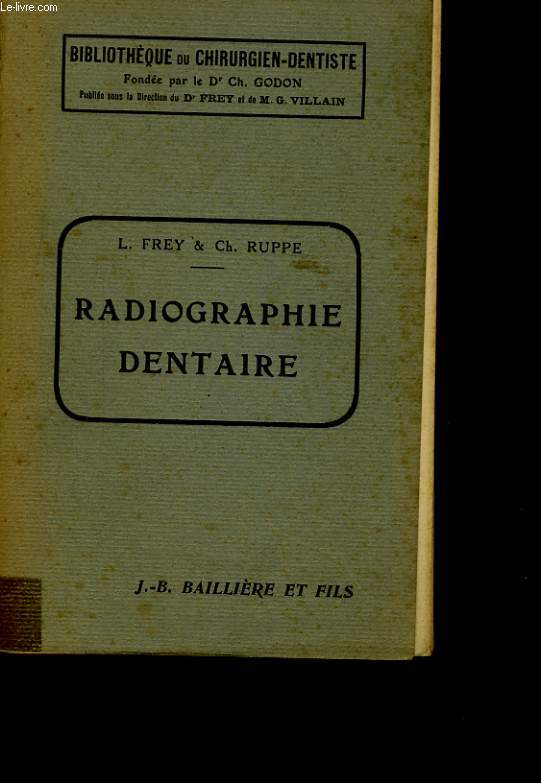 Le-livre.com
BIBLIOTHÈQUE DU CHIRURGIEN-DENTISTE
Fondée par le Dr Ch. GODON
Publiée sous la Direction du Dr FREY et de M. G. VILLAIN
L. FREY & Ch. RUPPE
RADIOGRAPHIE
DENTAIRE
J.-B. BAILLIÈRE ET FILS